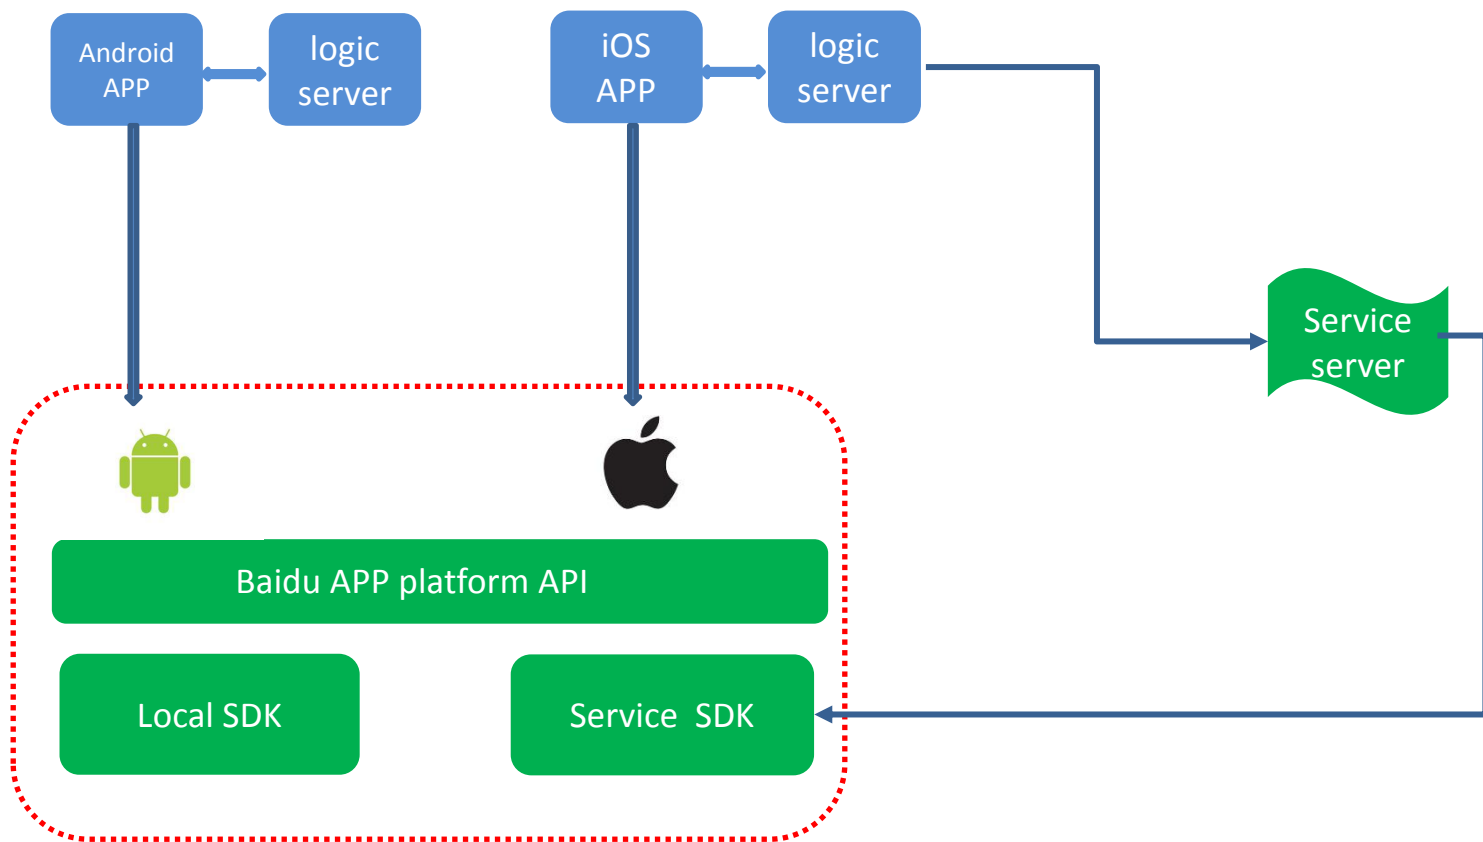 Android
APP
logic
server
iOS
APP
logic
server
Service
server
Baidu APP platform API
Local SDK
Service  SDK